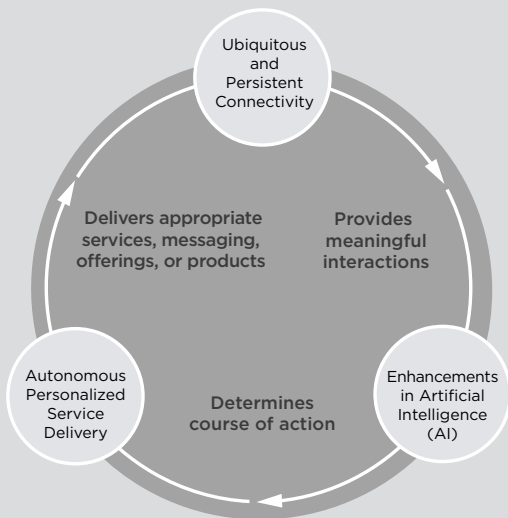 Ubiquitous
and
Persistent
Connectivity
Delivers appropriate
services, messaging,
offerings, or products
Provides
meaningful
interactions
Autonomous
Personalized
Service
Delivery
Determines
course of action
Enhancements
in Artificial
Intelligence
(AI)